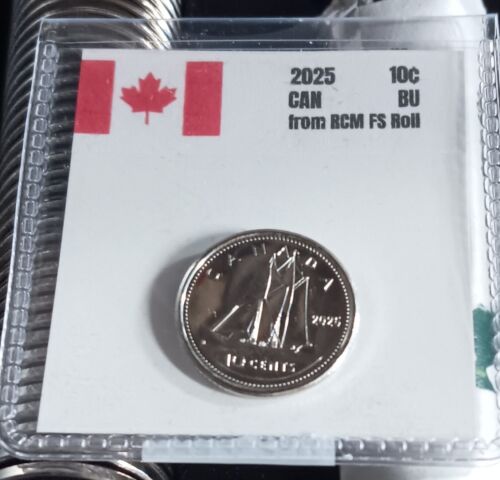 2025 10¢
CAN BU
from RCM FS Roll
CANADA
2025
10 CENTS